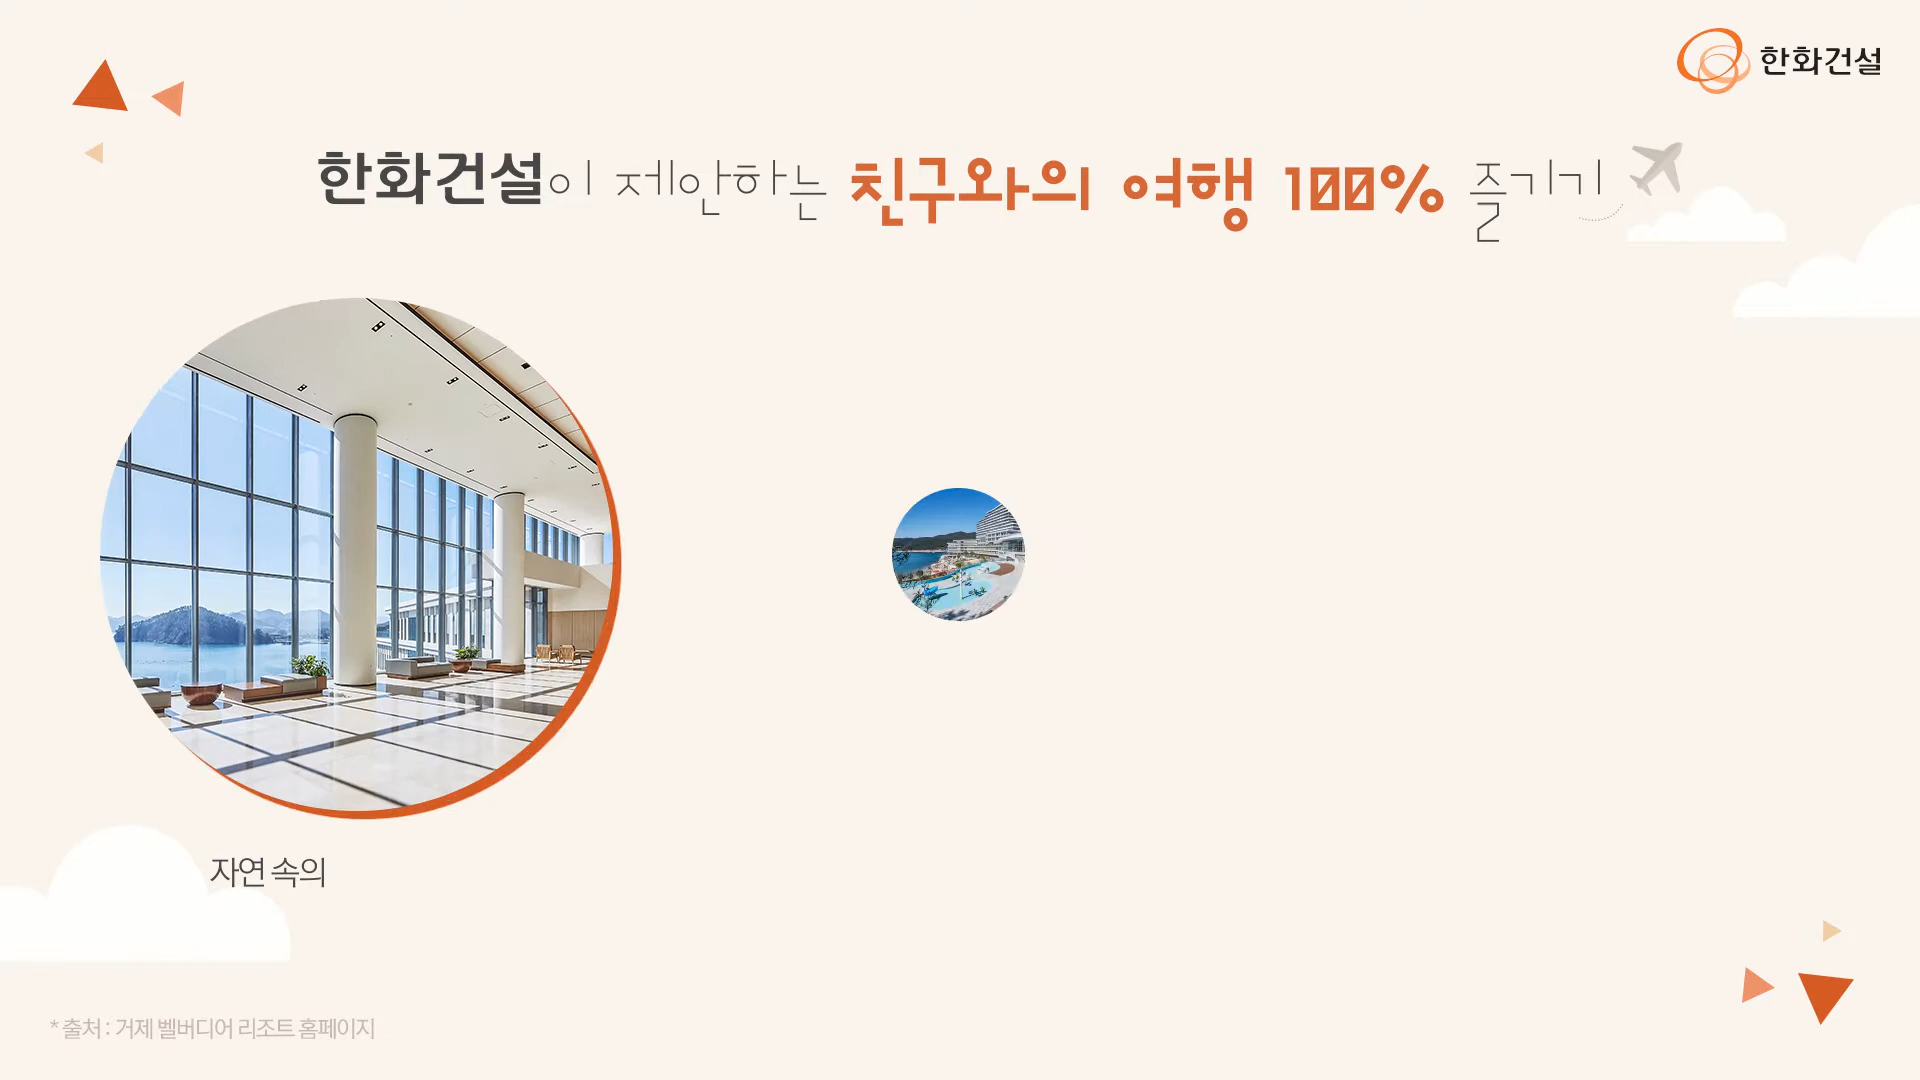 한화건설
한화건설이 제안하는 친구와의 여행 100% 즐기기
자연 속의
* 출처 : 거제 벨버디어 리조트 홈페이지